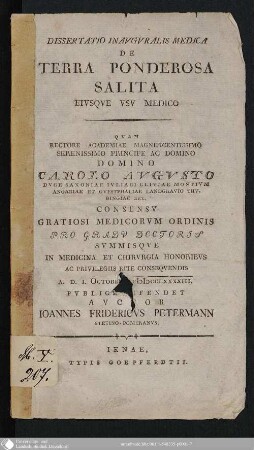 DISSERTATIO INAVGVRALIS MEDICA
DE
TERRA PONDEROSA
SALITA
EIVSQVE VSV MEDICO
QVAM
RECTORE ACADEMIAE MAGNIFICENTISSIMO
SERENISSIMO PRINCIPE AC DOMINO
DOMINO
CAROLO AVGVSTO
DVCE SAXONIAE IVLIACI CLIVIAE MONTIVM
ANGARIAE ET GVESTPHALIAE LANDGRAVIO THV-
RINGIAE
CONSENSV
GRATIOSI MEDICORVM ORDINIS
PRO GRADV DOCTORIS
SVMMISQVE
IN MEDICINA ET CHIRVRGIA HONORIBVS
AC PRIVILEGIIS RITE CONSEQVENDIS
A. D. I. OCTOBR
PVBLICE DEFENDET
AVCTOR
IOANNES FRIDERICVS PETERMANN
IENAE,
TYPIS GOEPFERDTII.
207.